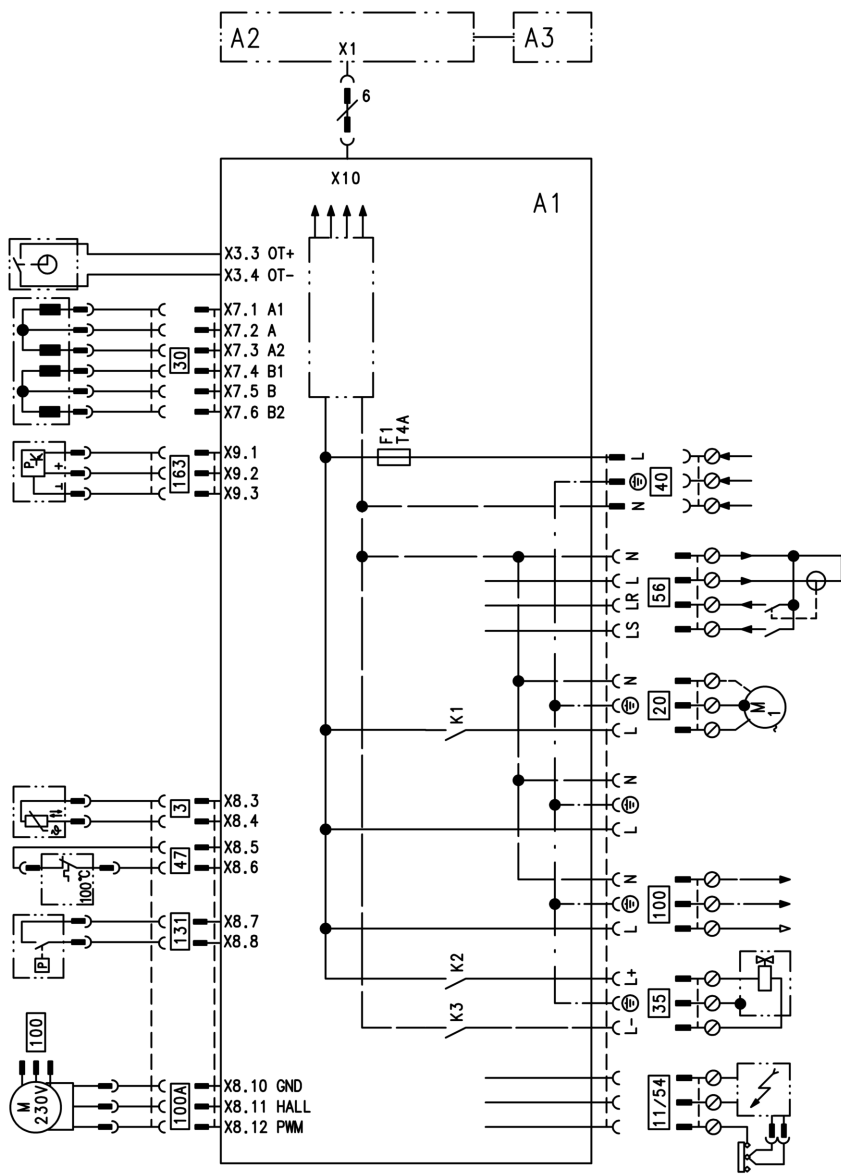 A2
X1
A3
6
X10
A1
X3.3 OT+
X3.4 OT-
X7.1 A1
X7.2 A
X7.3 A2
X7.4 B1
X7.5 B
X7.6 B2
30
F1
T4A
P
K
+
⊥
163
X9.1
X9.2
X9.3
L
N
40
N
L
LR
LS
56
K1
N
L
20
M
~1
N
L
3
X8.3
X8.4
ϑ
100°C
47
X8.5
X8.6
P
131
X8.7
X8.8
N
L
100
K2
K3
L+
L-
35
100
M
230V
100A
X8.10 GND
X8.11 HALL
X8.12 PWM
11/54